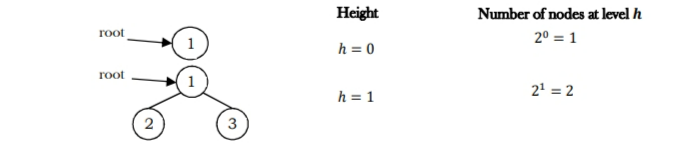 Height Number of nodes at level h
root 1 h = 0 2⁰ = 1
root 1 h = 1 2¹ = 2
2 3